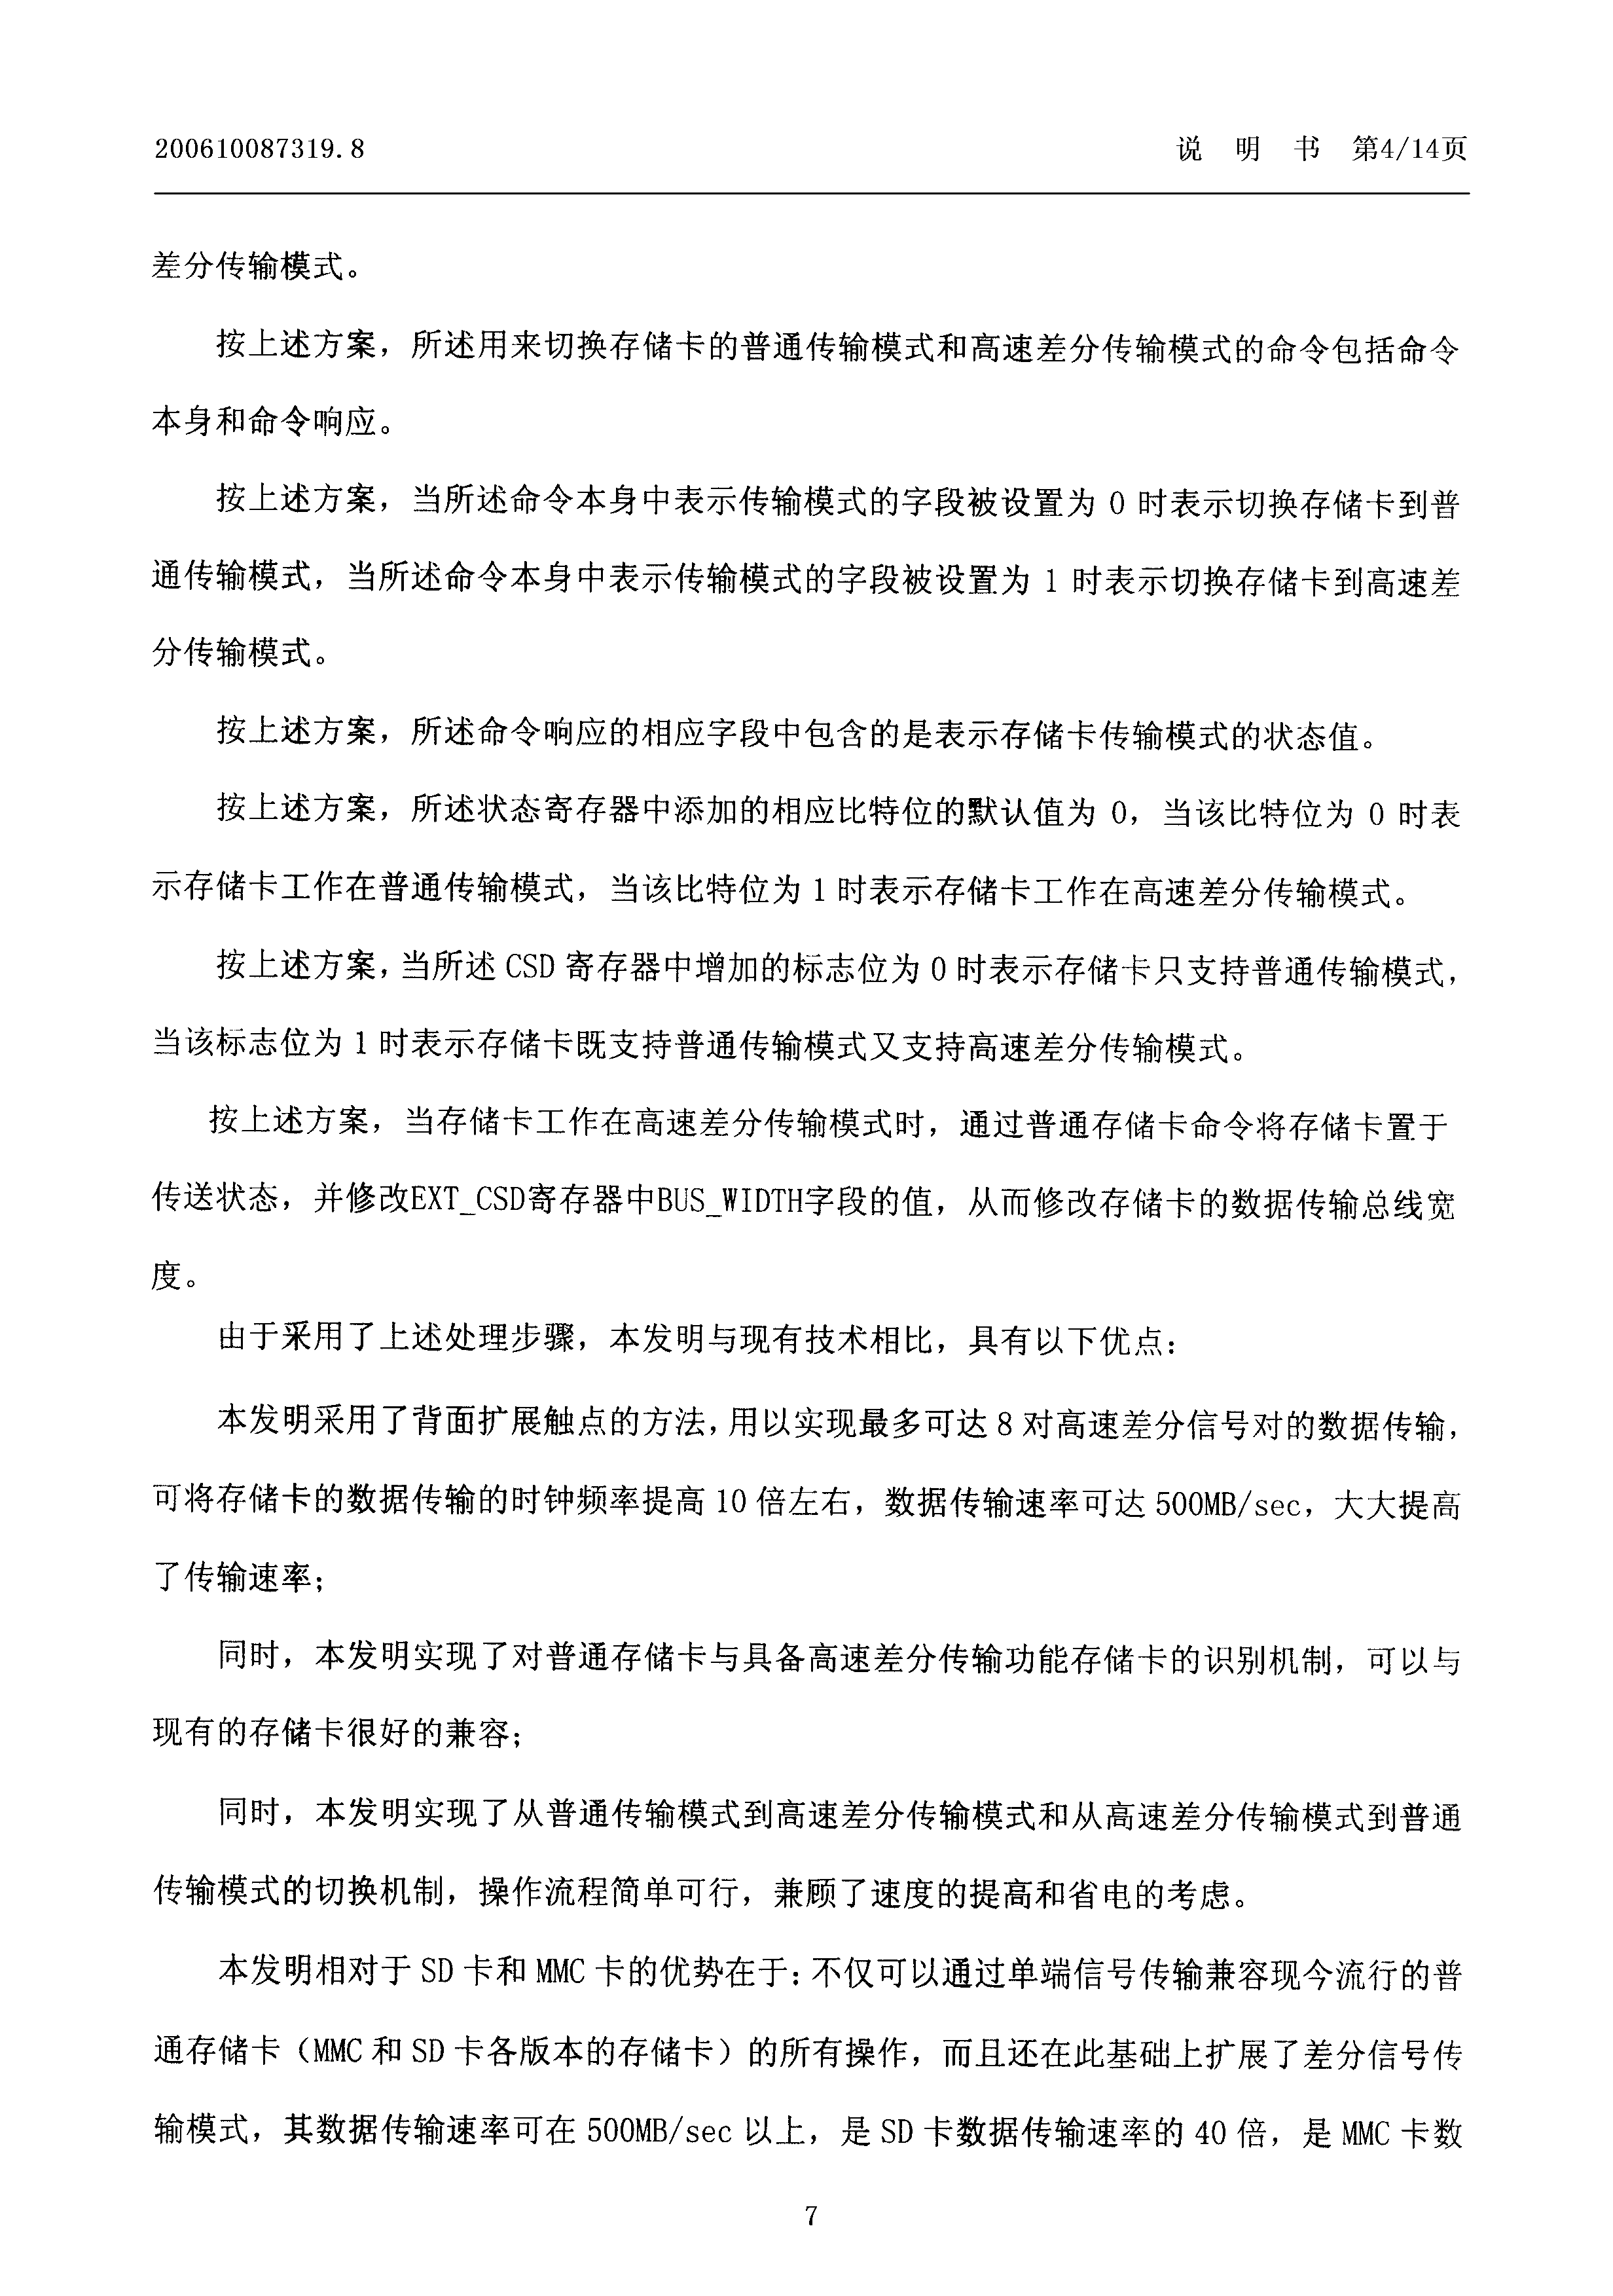 200610087319.8
说 明 书 第4/14页
差分传输模式。
按上述方案，所述用来切换存储卡的普通传输模式和高速差分传输模式的命令包括命令
本身和命令响应。
按上述方案，当所述命令本身中表示传输模式的字段被设置为 0 时表示切换存储卡到普
通传输模式，当所述命令本身中表示传输模式的字段被设置为 1 时表示切换存储卡到高速差
分传输模式。
按上述方案，所述命令响应的相应字段中包含的是表示存储卡传输模式的状态值。
按上述方案，所述状态寄存器中添加的相应比特位的默认值为 0，当该比特位为 0 时表
示存储卡工作在普通传输模式，当该比特位为 1 时表示存储卡工作在高速差分传输模式。
按上述方案，当所述 CSD 寄存器中增加的标志位为 0 时表示存储卡只支持普通传输模式，
当该标志位为 1 时表示存储卡既支持普通传输模式又支持高速差分传输模式。
按上述方案，当存储卡工作在高速差分传输模式时，通过普通存储卡命令将存储卡置于
传送状态，并修改EXT_CSD寄存器中BUS_WIDTH字段的值，从而修改存储卡的数据传输总线宽
度。
由于采用了上述处理步骤，本发明与现有技术相比，具有以下优点：
本发明采用了背面扩展触点的方法，用以实现最多可达 8 对高速差分信号对的数据传输，
可将存储卡的数据传输的时钟频率提高 10 倍左右，数据传输速率可达 500MB/sec，大大提高
了传输速率；
同时，本发明实现了对普通存储卡与具备高速差分传输功能存储卡的识别机制，可以与
现有的存储卡很好的兼容；
同时，本发明实现了从普通传输模式到高速差分传输模式和从高速差分传输模式到普通
传输模式的切换机制，操作流程简单可行，兼顾了速度的提高和省电的考虑。
本发明相对于 SD 卡和 MMC 卡的优势在于：不仅可以通过单端信号传输兼容现今流行的普
通存储卡（MMC 和 SD 卡各版本的存储卡）的所有操作，而且还在此基础上扩展了差分信号传
输模式，其数据传输速率可在 500MB/sec 以上，是 SD 卡数据传输速率的 40 倍，是 MMC 卡数
7